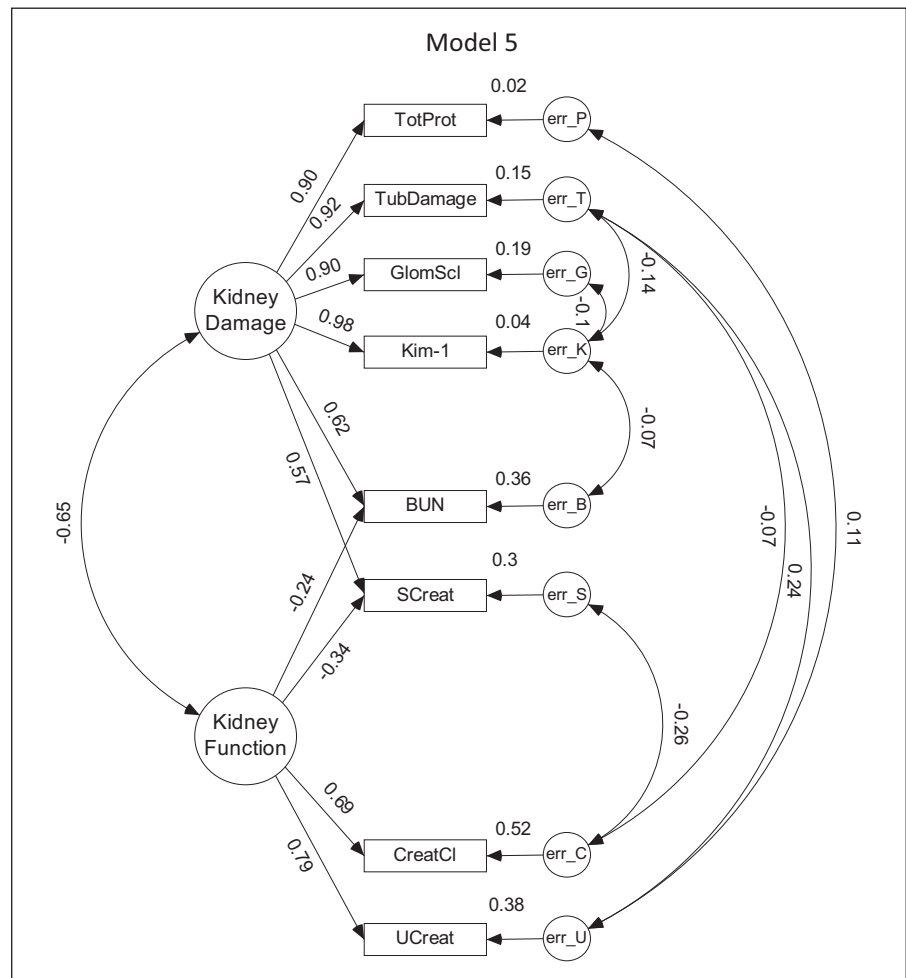 Model 5
0.02
TotProt
err_P
0.90
0.15
TubDamage
err_T
0.92
0.19
GlomScl
err_G
0.90
-0.14
-0.1
Kidney
Damage
0.98
0.04
Kim-1
err_K
0.62
-0.07
0.57
0.36
BUN
err_B
-0.65
-0.07
0.11
0.24
0.3
SCreat
err_S
-0.24
-0.34
-0.26
Kidney
Function
0.69
0.52
CreatCl
err_C
0.79
0.38
UCreat
err_U